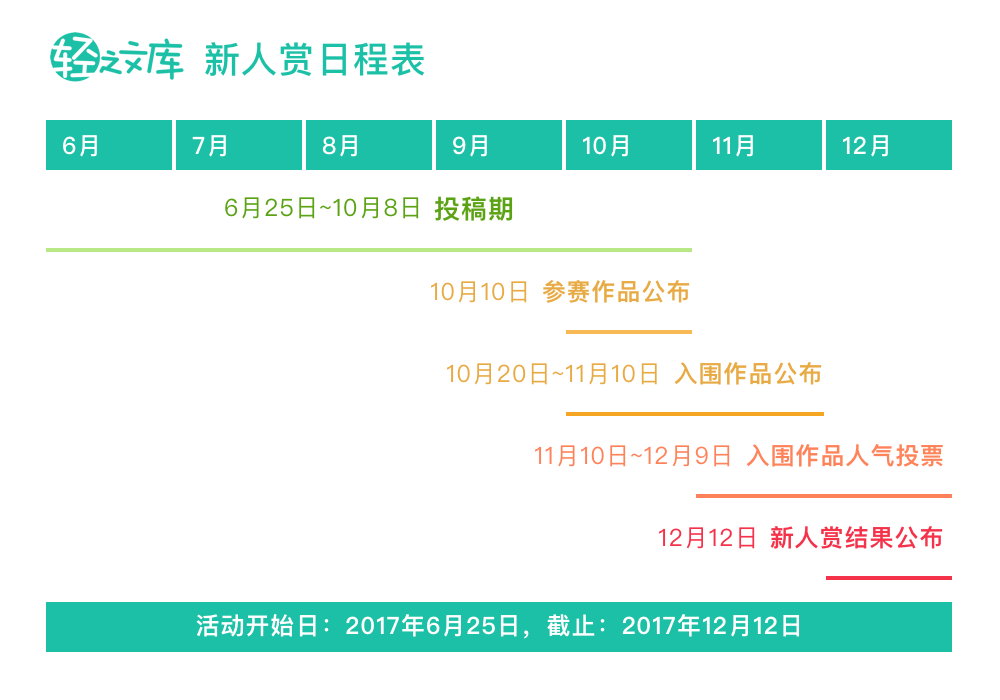 轻之文库 新人赏日程表
6月 7月 8月 9月 10月 11月 12月
6月25日~10月8日 投稿期
10月10日 参赛作品公布
10月20日~11月10日 入围作品公布
11月10日~12月9日 入围作品人气投票
12月12日 新人赏结果公布
活动开始日：2017年6月25日，截止：2017年12月12日